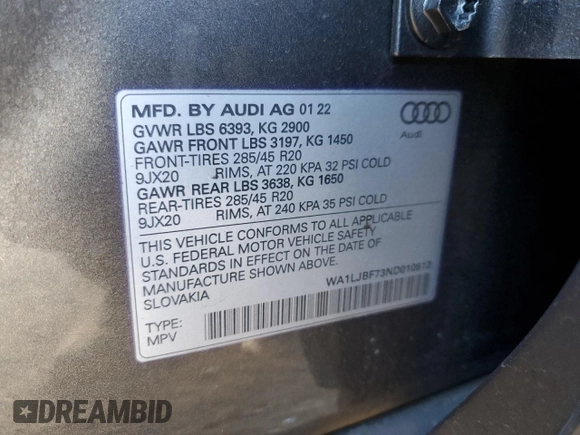 MFD. BY AUDI AG 01 22
GVWR LBS 6393, KG 2900
GAWR FRONT LBS 3197, KG 1450
FRONT-TIRES 285/45 R20
9JX20 RIMS, AT 220 KPA 32 PSI COLD
GAWR REAR LBS 3638, KG 1650
REAR-TIRES 285/45 R20
9JX20 RIMS, AT 240 KPA 35 PSI COLD
THIS VEHICLE CONFORMS TO ALL APPLICABLE
U.S. FEDERAL MOTOR VEHICLE SAFETY
STANDARDS IN EFFECT ON THE DATE OF
MANUFACTURE SHOWN ABOVE.
SLOVAKIA
WA1LJBF73ND010512
TYPE:
MPV
Audi
DREAMBID